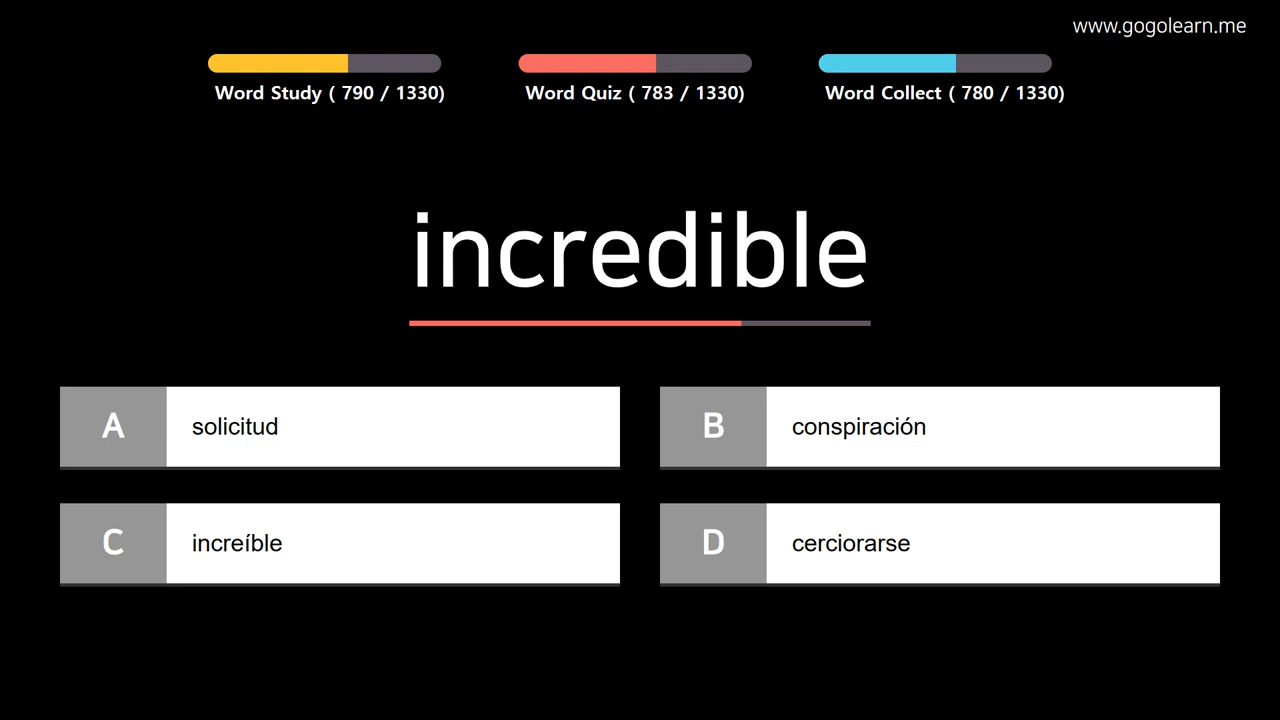 www.gogolearn.me
Word Study ( 790 / 1330)
Word Quiz ( 783 / 1330)
Word Collect ( 780 / 1330)
incredible
A
solicitud
B
conspiración
C
increíble
D
cerciorarse